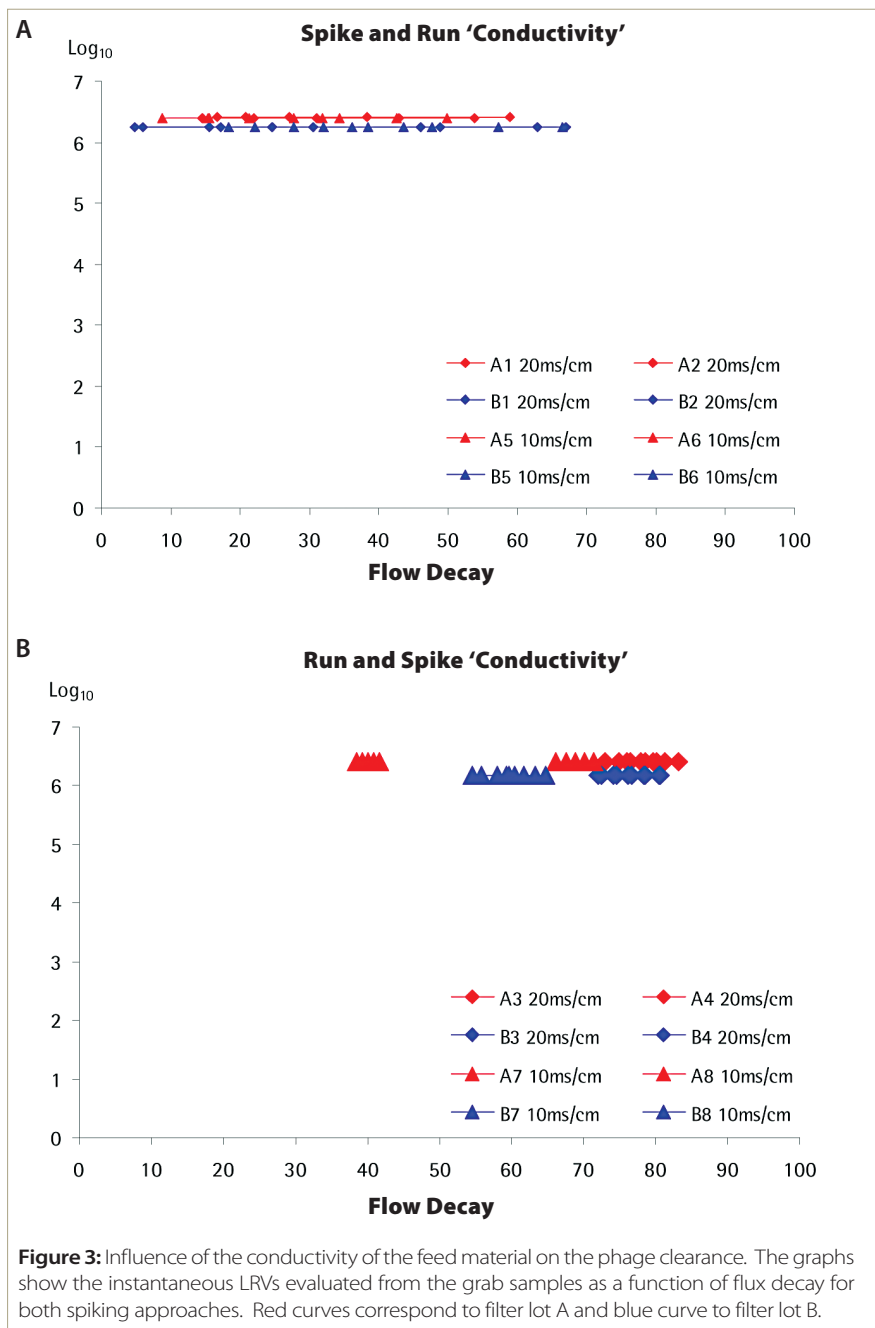 A
Spike and Run ‘Conductivity’
Log₁₀
7
6
5
4
3
2
1
0
A1 20ms/cm
A2 20ms/cm
B1 20ms/cm
B2 20ms/cm
A5 10ms/cm
A6 10ms/cm
B5 10ms/cm
B6 10ms/cm
0 10 20 30 40 50 60 70 80 90 100
Flow Decay
B
Run and Spike ‘Conductivity’
Log₁₀
7
6
5
4
3
2
1
0
A3 20ms/cm
A4 20ms/cm
B3 20ms/cm
B4 20ms/cm
A7 10ms/cm
A8 10ms/cm
B7 10ms/cm
B8 10ms/cm
0 10 20 30 40 50 60 70 80 90 100
Flow Decay
Figure 3: Influence of the conductivity of the feed material on the phage clearance. The graphs
show the instantaneous LRVs evaluated from the grab samples as a function of flux decay for
both spiking approaches. Red curves correspond to filter lot A and blue curve to filter lot B.